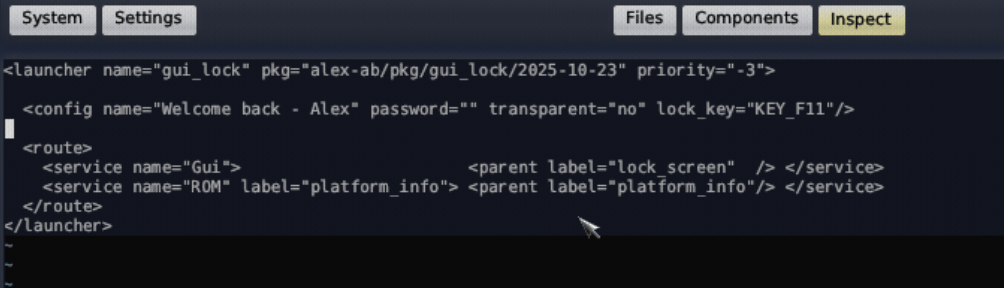 System Settings Files Components Inspect
<launcher name="gui_lock" pkg="alex-ab/pkg/gui_lock/2025-10-23" priority="-3">
<config name="Welcome back - Alex" password="" transparent="no" lock_key="KEY_F11"/>
<route>
<service name="Gui"> <parent label="lock_screen" /> </service>
<service name="ROM" label="platform_info"> <parent label="platform_info"/> </service>
</route>
</launcher>
~
~
~